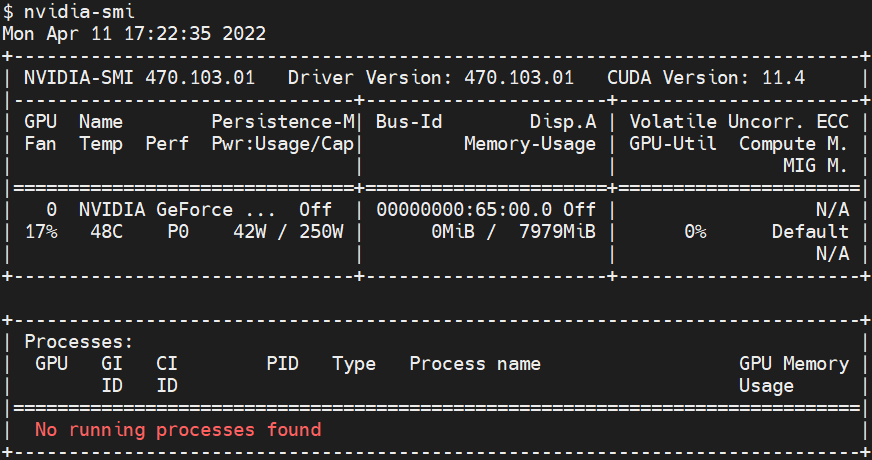 $ nvidia-smi
Mon Apr 11 17:22:35 2022
+-----------------------------------------------------------------------------+
| NVIDIA-SMI 470.103.01   Driver Version: 470.103.01   CUDA Version: 11.4     |
|-------------------------------+----------------------+----------------------+
| GPU  Name        Persistence-M| Bus-Id        Disp.A | Volatile Uncorr. ECC |
| Fan  Temp  Perf  Pwr:Usage/Cap|         Memory-Usage | GPU-Util  Compute M. |
|                               |                      |               MIG M. |
|===============================+======================+======================|
|   0  NVIDIA GeForce ...  Off  | 00000000:65:00.0 Off |                  N/A |
| 17%   48C    P0    42W / 250W |      0MiB /  7979MiB |      0%      Default |
|                               |                      |                  N/A |
+-------------------------------+----------------------+----------------------+

+-----------------------------------------------------------------------------+
| Processes:                                                                  |
|  GPU   GI   CI        PID   Type   Process name                  GPU Memory |
|        ID   ID                                                   Usage      |
|=============================================================================|
|  No running processes found                                                 |
+-----------------------------------------------------------------------------+